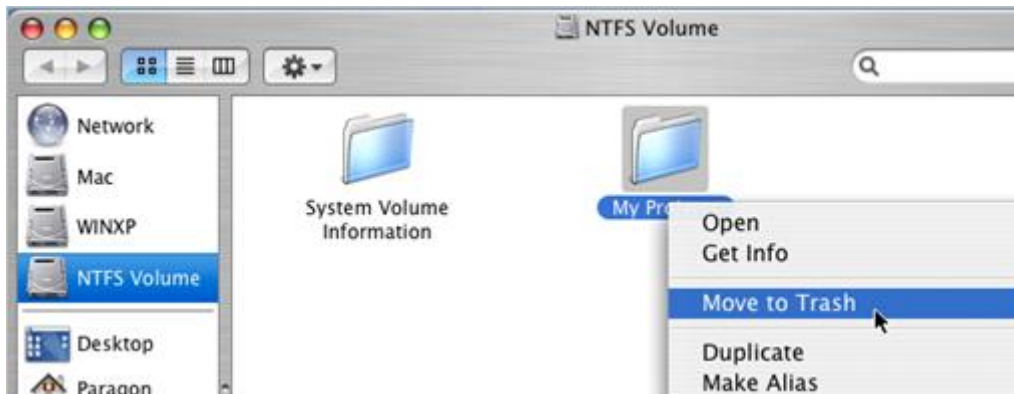 NTFS Volume
Network
Mac
WINXP
NTFS Volume
Desktop
Paragon
System Volume
Information
My
Open
Get Info
Move to Trash
Duplicate
Make Alias